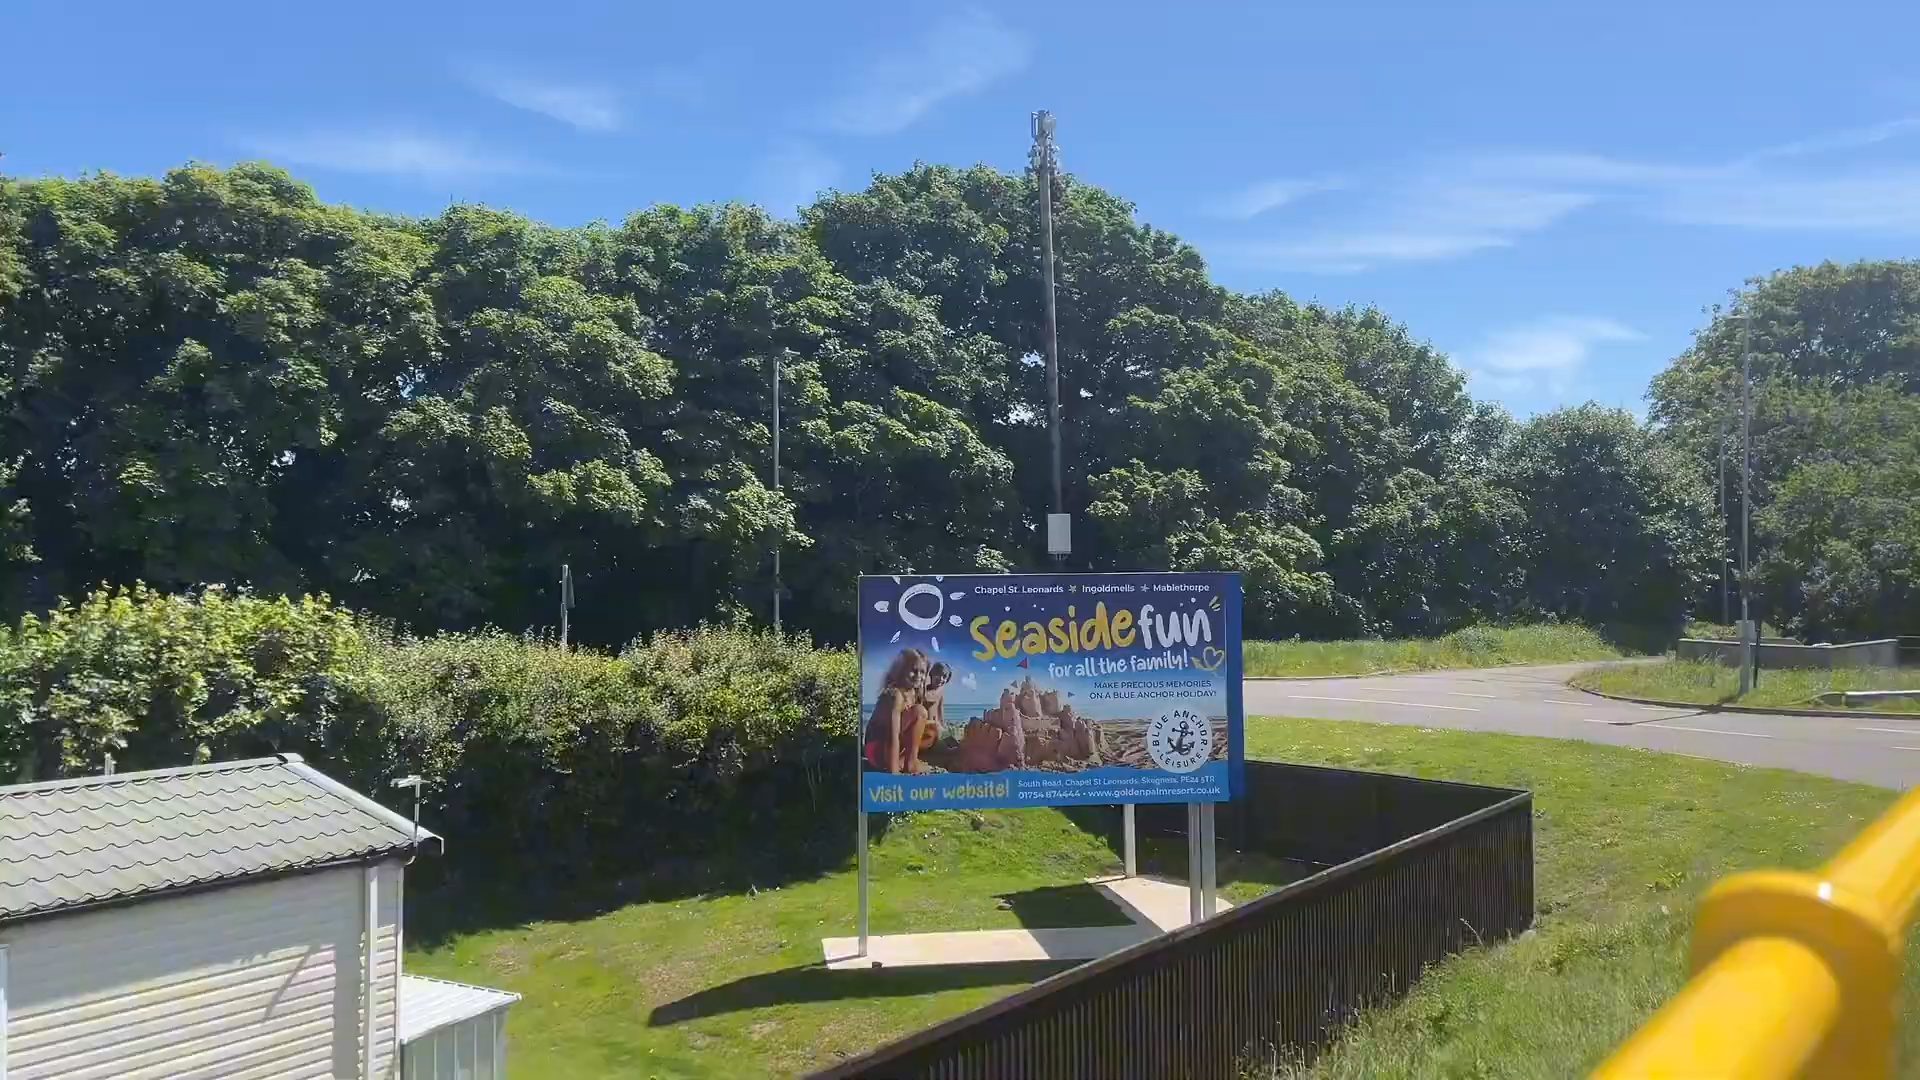 Chapel St. Leonards ★ Ingoldmells ★ Mablethorpe
Seaside fun
for all the family!
MAKE PRECIOUS MEMORIES
ON A BLUE ANCHOR HOLIDAY!
BLUE ANCHOR
LEISURE
Visit our website!
South Road, Chapel St Leonards, Skegness, PE24 5TR
01754 874444 • www.goldenpalmresort.co.uk